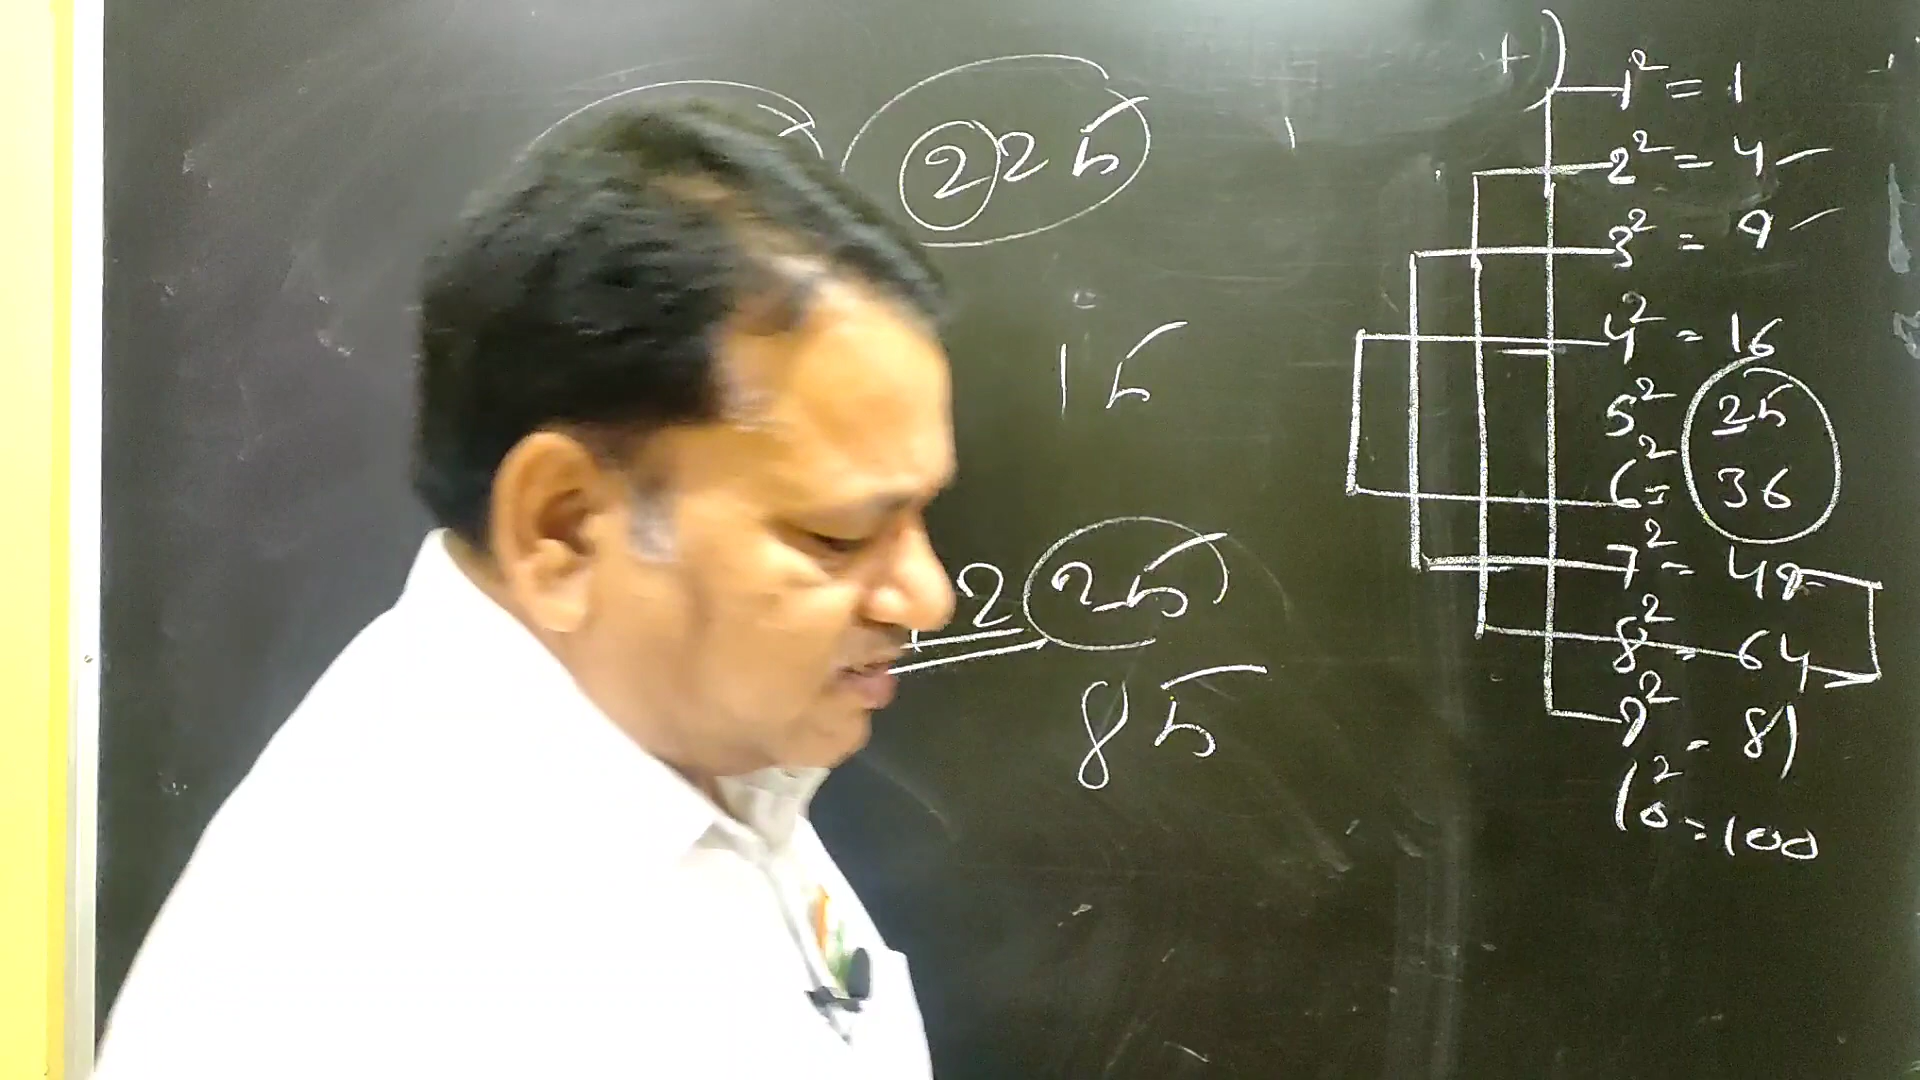 225
15
225
85
1² = 1
2² = 4
3² = 9
4² = 16
5² 25
6² = 36
7² = 49
8² = 64
9² - 81
10² = 100